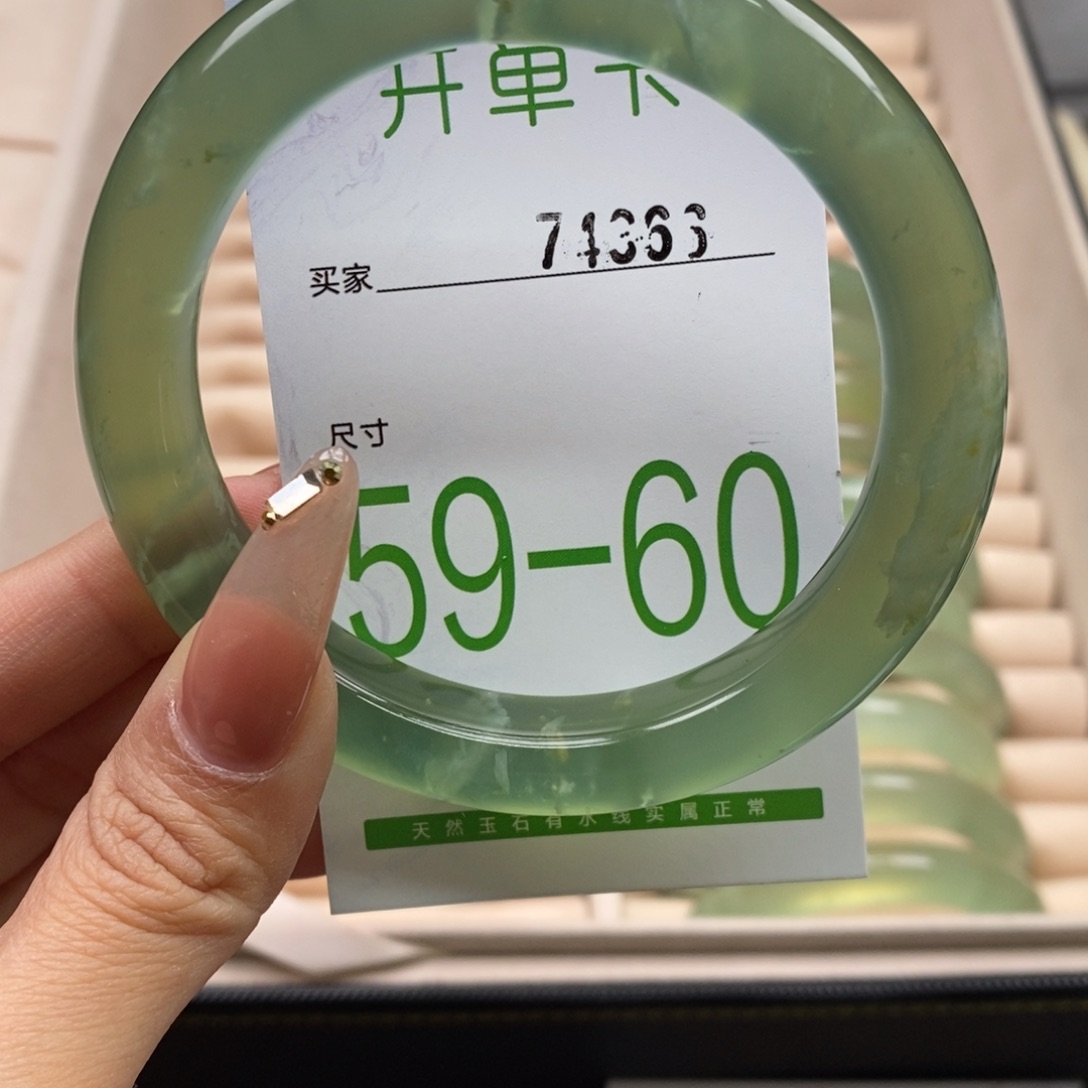 开单卡
74363
买家
尺寸
59-60
天然玉石有水线实属正常